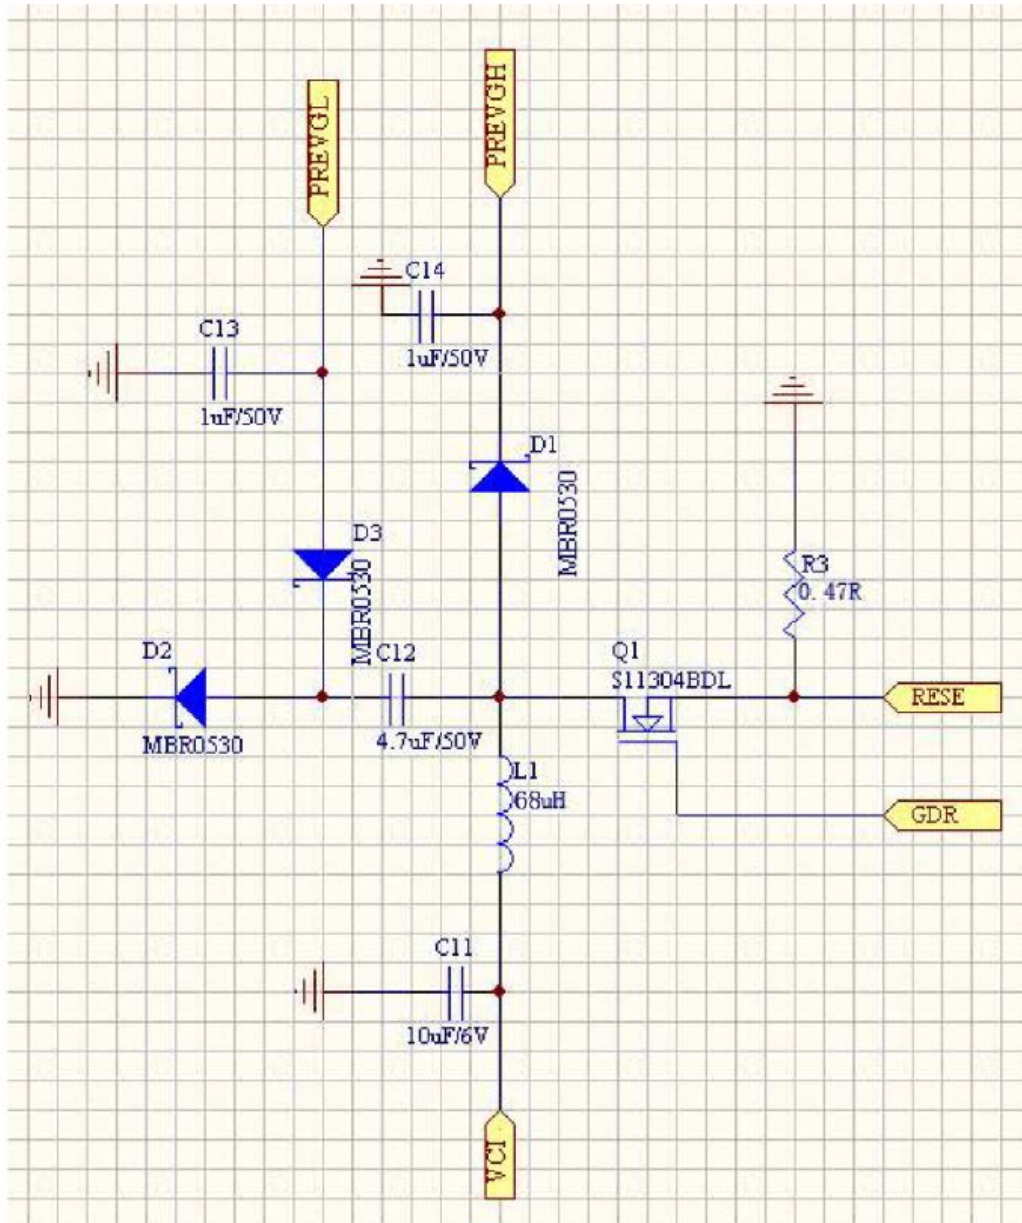 PREVGL
PREVGH
C14
1uF/50V
C13
1uF/50V
D1
MBR0530
D3
MBR0530
R3
0.47R
D2
MBR0530
C12
4.7uF/50V
Q1
S11304BDL
RESE
L1
68uH
GDR
C11
10uF/6V
VCI